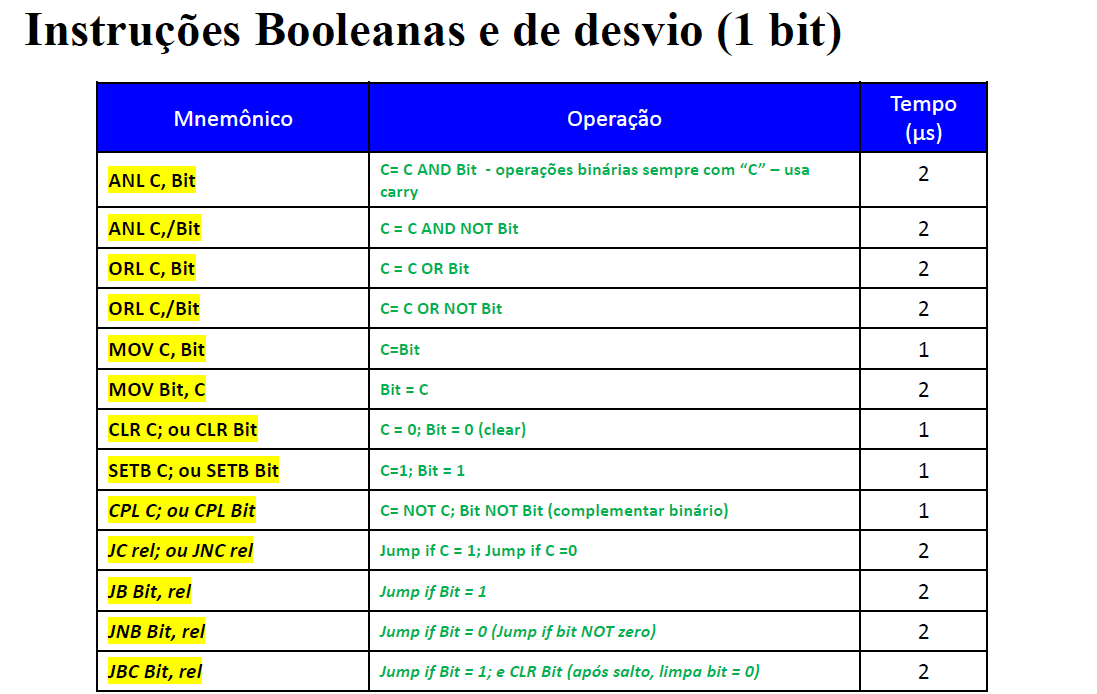 Instruções Booleanas e de desvio (1 bit)
Mnemônico Operação Tempo
(µs)
ANL C, Bit C= C AND Bit - operações binárias sempre com “C” – usa 2
carry
ANL C,/Bit C = C AND NOT Bit 2
ORL C, Bit C = C OR Bit 2
ORL C,/Bit C= C OR NOT Bit 2
MOV C, Bit C=Bit 1
MOV Bit, C Bit = C 2
CLR C; ou CLR Bit C = 0; Bit = 0 (clear) 1
SETB C; ou SETB Bit C=1; Bit = 1 1
CPL C; ou CPL Bit C= NOT C; Bit NOT Bit (complementar binário) 1
JC rel; ou JNC rel Jump if C = 1; Jump if C =0 2
JB Bit, rel Jump if Bit = 1 2
JNB Bit, rel Jump if Bit = 0 (Jump if bit NOT zero) 2
JBC Bit, rel Jump if Bit = 1; e CLR Bit (após salto, limpa bit = 0) 2